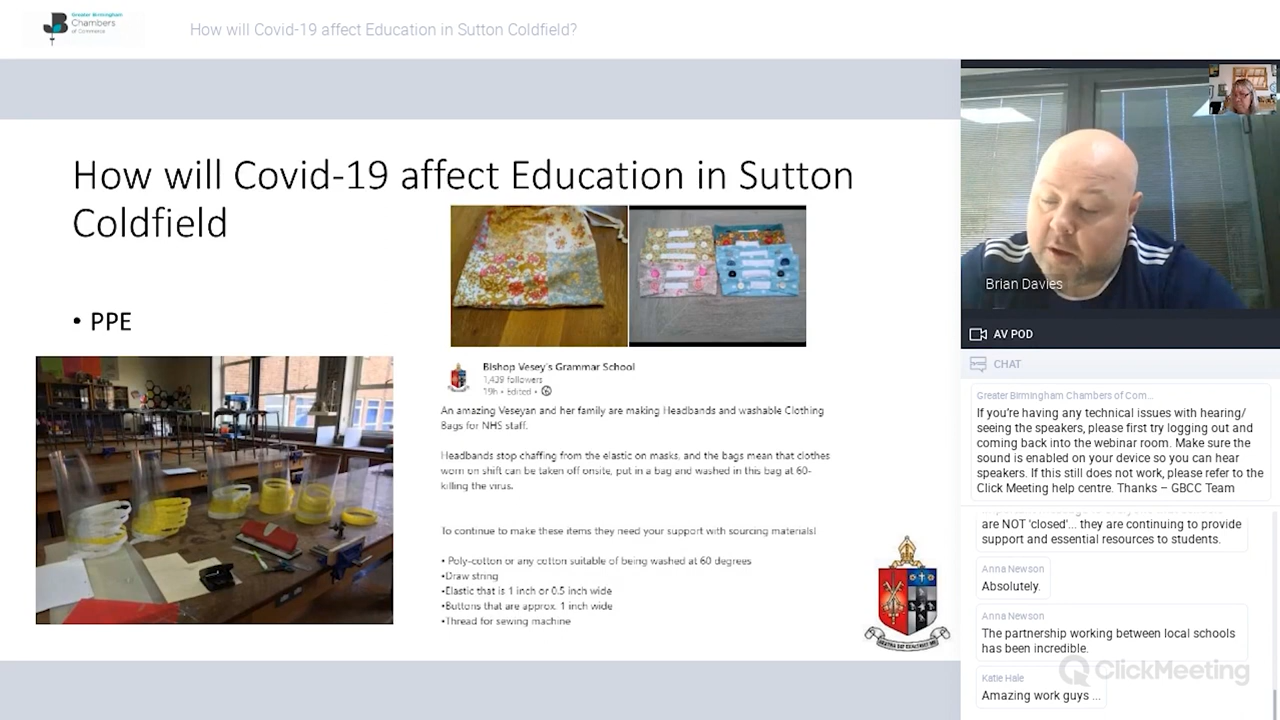 Greater Birmingham
Chambers
of Commerce
How will Covid-19 affect Education in Sutton Coldfield?
How will Covid-19 affect Education in Sutton
Coldfield
• PPE
Bishop Vesey's Grammar School
1,439 followers
19h • Edited •
An amazing Veseyan and her family are making Headbands and washable Clothing
Bags for NHS staff.
Headbands stop chaffing from the elastic on masks, and the bags mean that clothes
worn on shift can be taken off onsite, put in a bag and washed in this bag at 60-
killing the virus.
To continue to make these items they need your support with sourcing materials!
• Poly-cotton or any cotton suitable of being washed at 60 degrees
•Draw string
•Elastic that is 1 inch or 0.5 inch wide
•Buttons that are approx. 1 inch wide
•Thread for sewing machine
Brian Davies
AV POD
CHAT
Greater Birmingham Chambers of Com...
If you're having any technical issues with hearing/
seeing the speakers, please first try logging out and
coming back into the webinar room. Make sure the
sound is enabled on your device so you can hear
speakers. If this still does not work, please refer to the
Click Meeting help centre. Thanks – GBCC Team
are NOT 'closed'... they are continuing to provide
support and essential resources to students.
Anna Newson
Absolutely.
Anna Newson
The partnership working between local schools
has been incredible.
Katie Hale
Amazing work guys ...
ClickMeeting